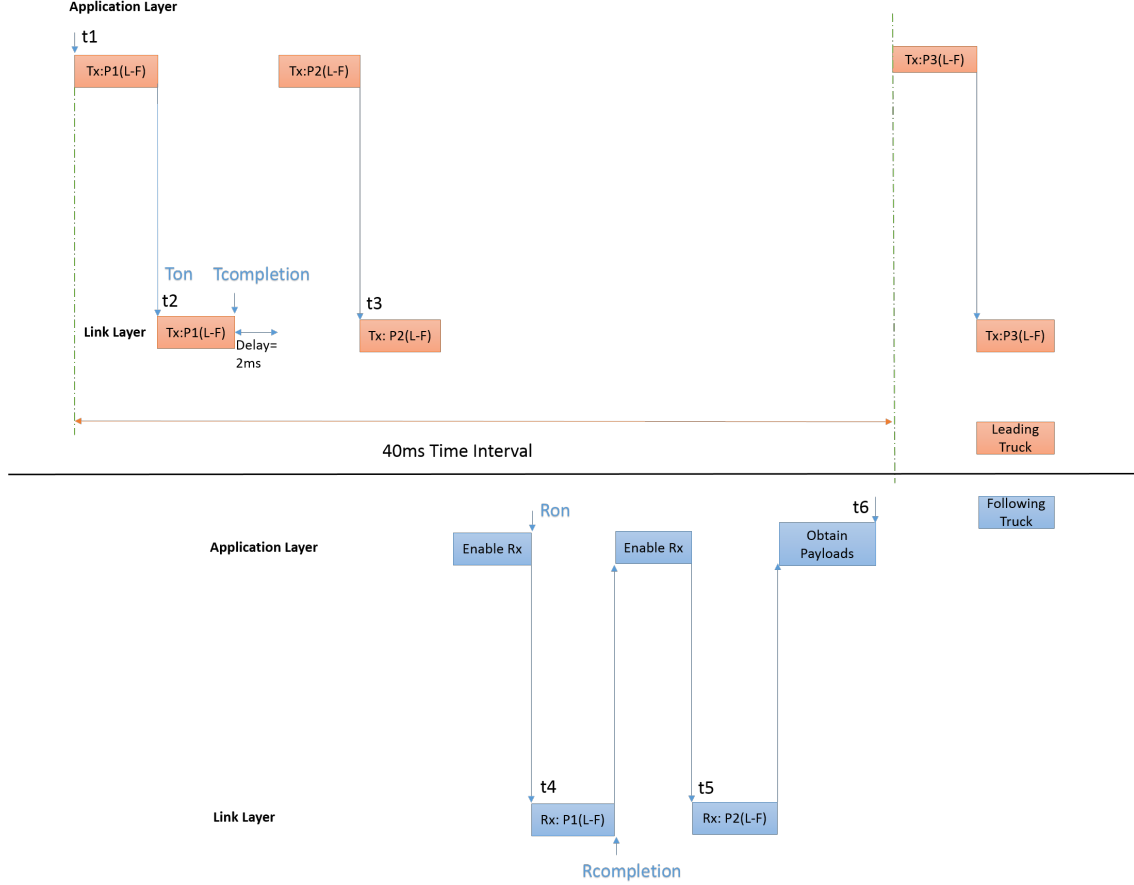 Application Layer
t1
Tx:P1(L-F)
Tx:P2(L-F)
Tx:P3(L-F)
Ton
Tcompletion
t2
t3
Link Layer
Tx:P1(L-F)
Delay=
2ms
Tx: P2(L-F)
Tx:P3(L-F)
40ms Time Interval
Leading
Truck
Following
Truck
Ron
t6
Application Layer
Enable Rx
Enable Rx
Obtain
Payloads
t4
t5
Link Layer
Rx: P1(L-F)
Rx: P2(L-F)
Rcompletion